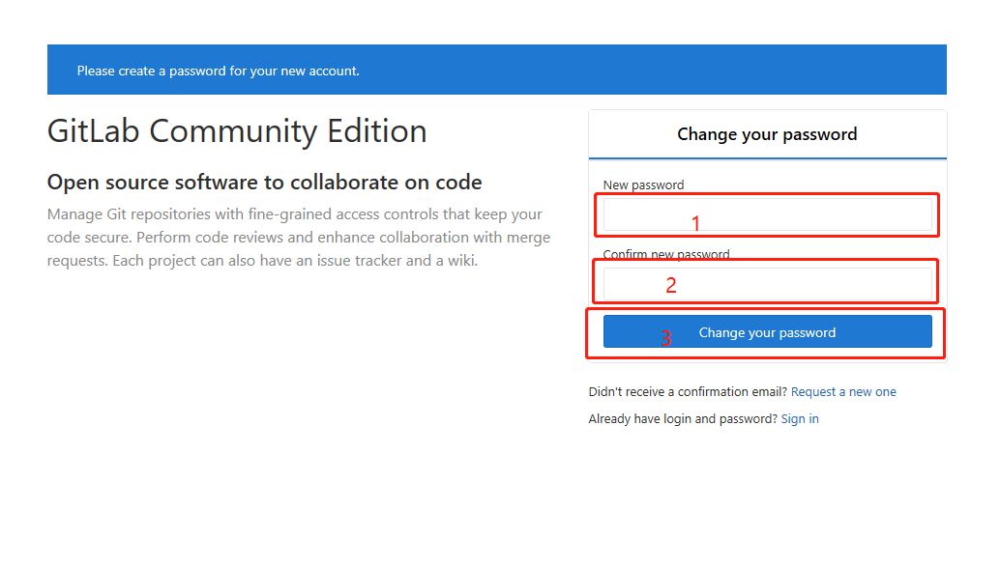 Please create a password for your new account.
GitLab Community Edition
Open source software to collaborate on code
Manage Git repositories with fine-grained access controls that keep your
code secure. Perform code reviews and enhance collaboration with merge
requests. Each project can also have an issue tracker and a wiki.
Change your password
New password
1
Confirm new password
2
3 Change your password
Didn't receive a confirmation email? Request a new one
Already have login and password? Sign in